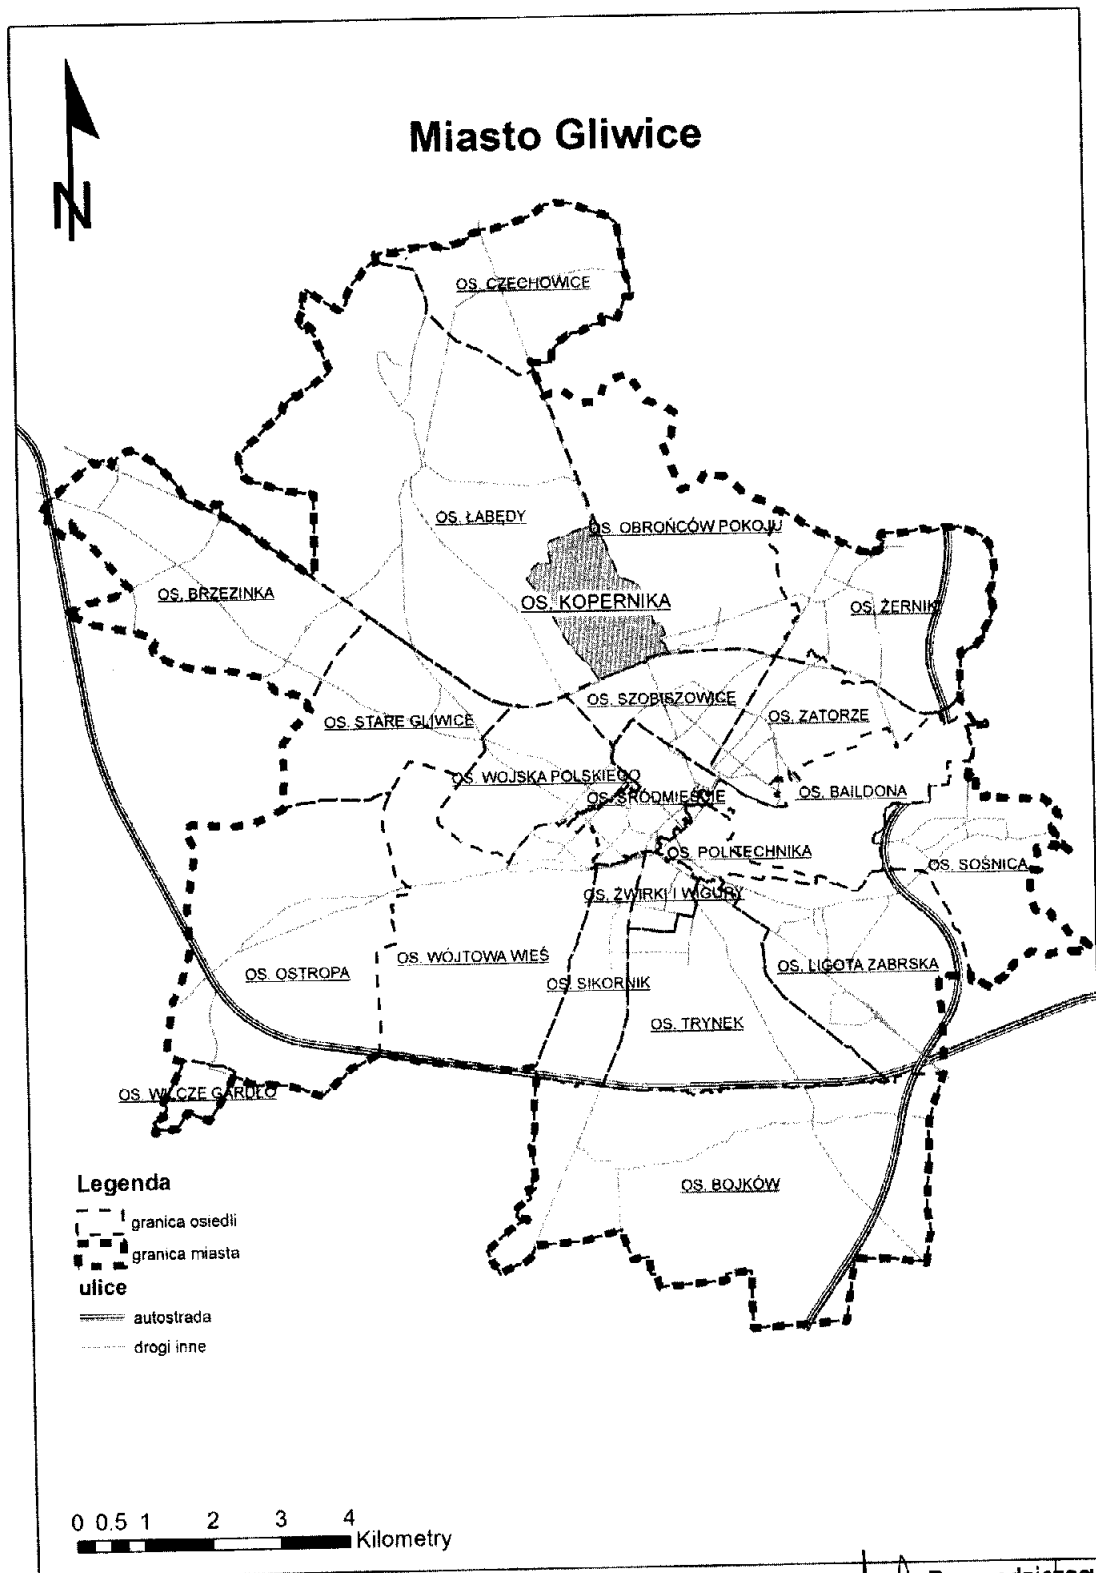 Miasto Gliwice
N
OS. CZECHOWICE
OS. ŁABĘDY
OS. OBROŃCÓW POKOJU
OS. BRZEZINKA
OS. KOPERNIKA
OS. ŻERNIK
OS. SZOBISZOWICE
OS. STARE GLIWICE
OS. ZATORZE
OS. WOJSKA POLSKIEGO
OS. ŚRÓDMIEŚCIE
OS. BAILDONA
OS. POLITECHNIKA
OS. SOŚNICA
OS. ŻWIRKI I WIGURY
OS. WÓJTOWA WIEŚ
OS. OSTROPA
OS. SIKORNIK
OS. LIGOTA ZABRSKA
OS. TRYNEK
OS. WILCZE GARDŁO
OS. BOJKÓW
Legenda
granica osiedli
granica miasta
ulice
autostrada
drogi inne
0 0.5 1 2 3 4
Kilometry